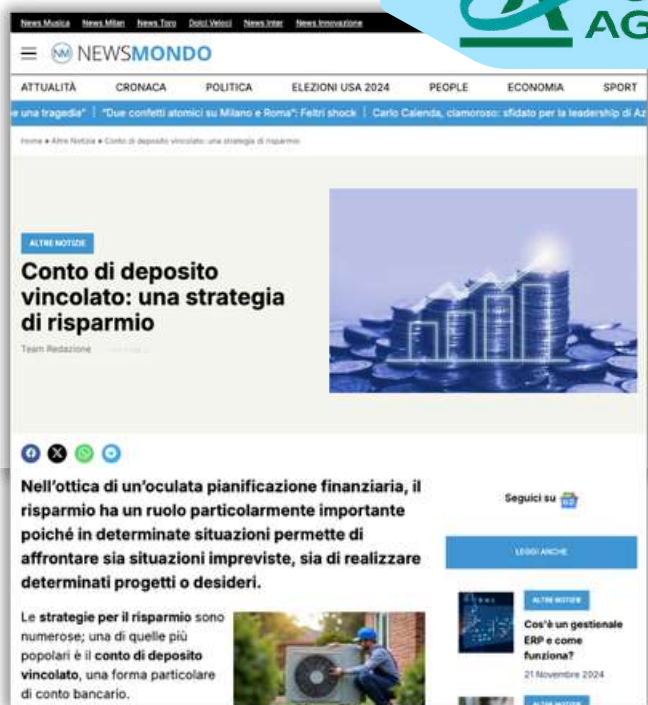 News Musica News Milan News Toro Dolci Veloci News Inter News Innovazione
AG
NM NEWSMONDO
ATTUALITÀ CRONACA POLITICA ELEZIONI USA 2024 PEOPLE ECONOMIA SPORT
e una tragedia" | "Due confetti atomici su Milano e Roma": Feltri shock | Carlo Calenda, clamoroso: sfidato per la leadership di Az
Home • Altre Notizie • Conto di deposito vincolato: una strategia di risparmio
ALTRE NOTIZIE
Conto di deposito
vincolato: una strategia
di risparmio
Team Redazione
Nell'ottica di un'oculata pianificazione finanziaria, il
risparmio ha un ruolo particolarmente importante
poiché in determinate situazioni permette di
affrontare sia situazioni impreviste, sia di realizzare
determinati progetti o desideri.
Le strategie per il risparmio sono
numerose; una di quelle più
popolari è il conto di deposito
vincolato, una forma particolare
di conto bancario.
Seguici su
LEGGI ANCHE
ALTRE NOTIZIE
Cos'è un gestionale
ERP e come
funziona?
21 Novembre 2024
ALTRE NOTIZIE